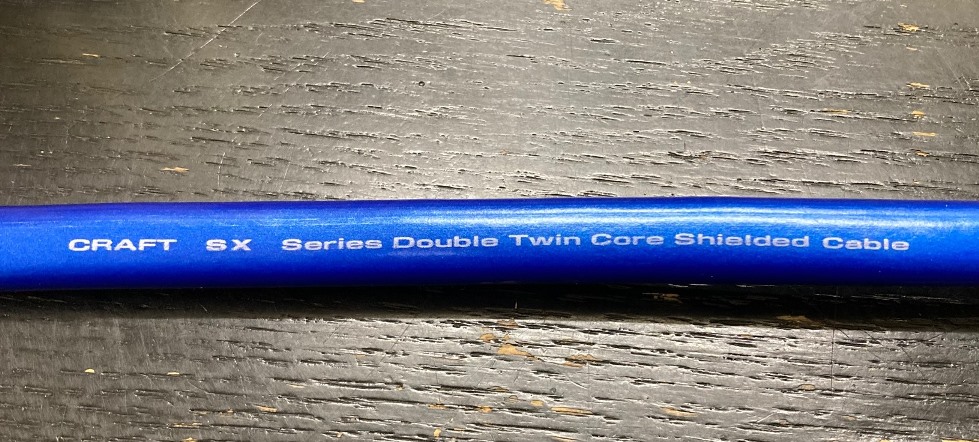 CRAFT SX Series Double Twin Core Shielded Cable